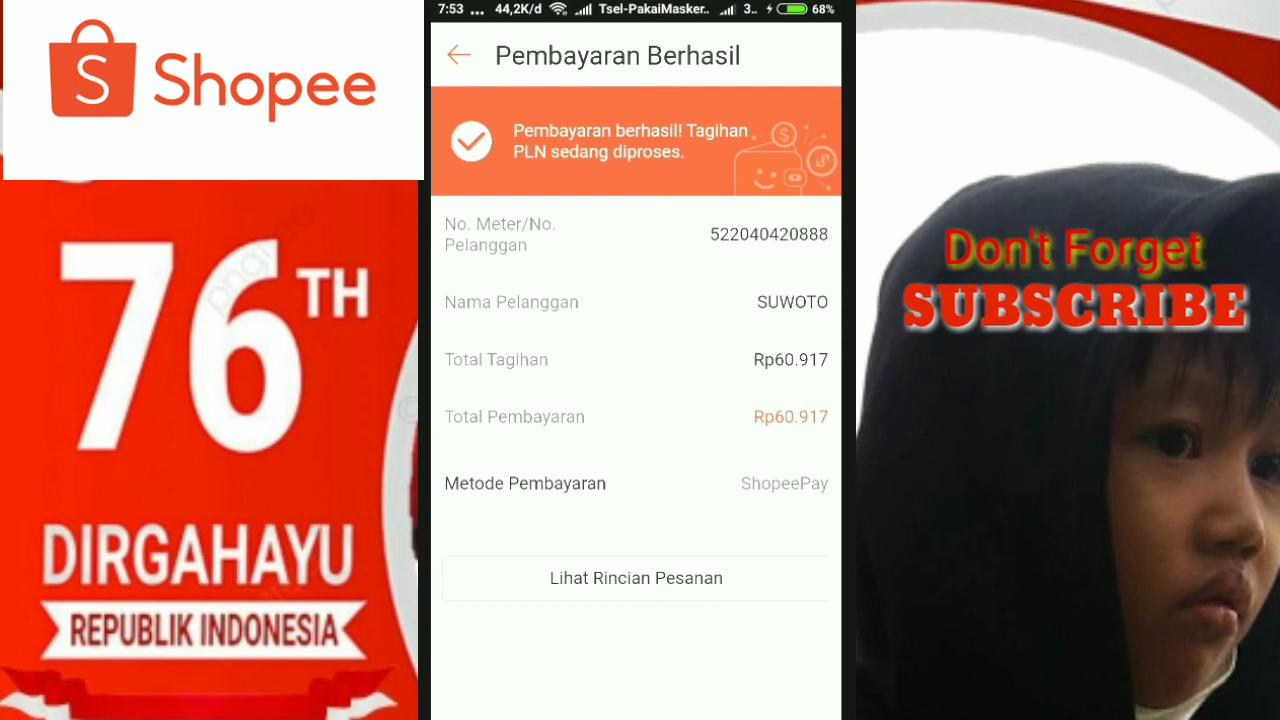 S Shopee
76TH
DIRGAHAYU
REPUBLIK INDONESIA
7:53 ... 44,2K/d Tsel-PakaiMasker.. 3.. 68%
Pembayaran Berhasil
Pembayaran berhasil! Tagihan
PLN sedang diproses.
No. Meter/No.
Pelanggan
522040420888
Nama Pelanggan SUWOTO
Total Tagihan Rp60.917
Total Pembayaran Rp60.917
Metode Pembayaran ShopeePay
Lihat Rincian Pesanan
Don't Forget
SUBSCRIBE